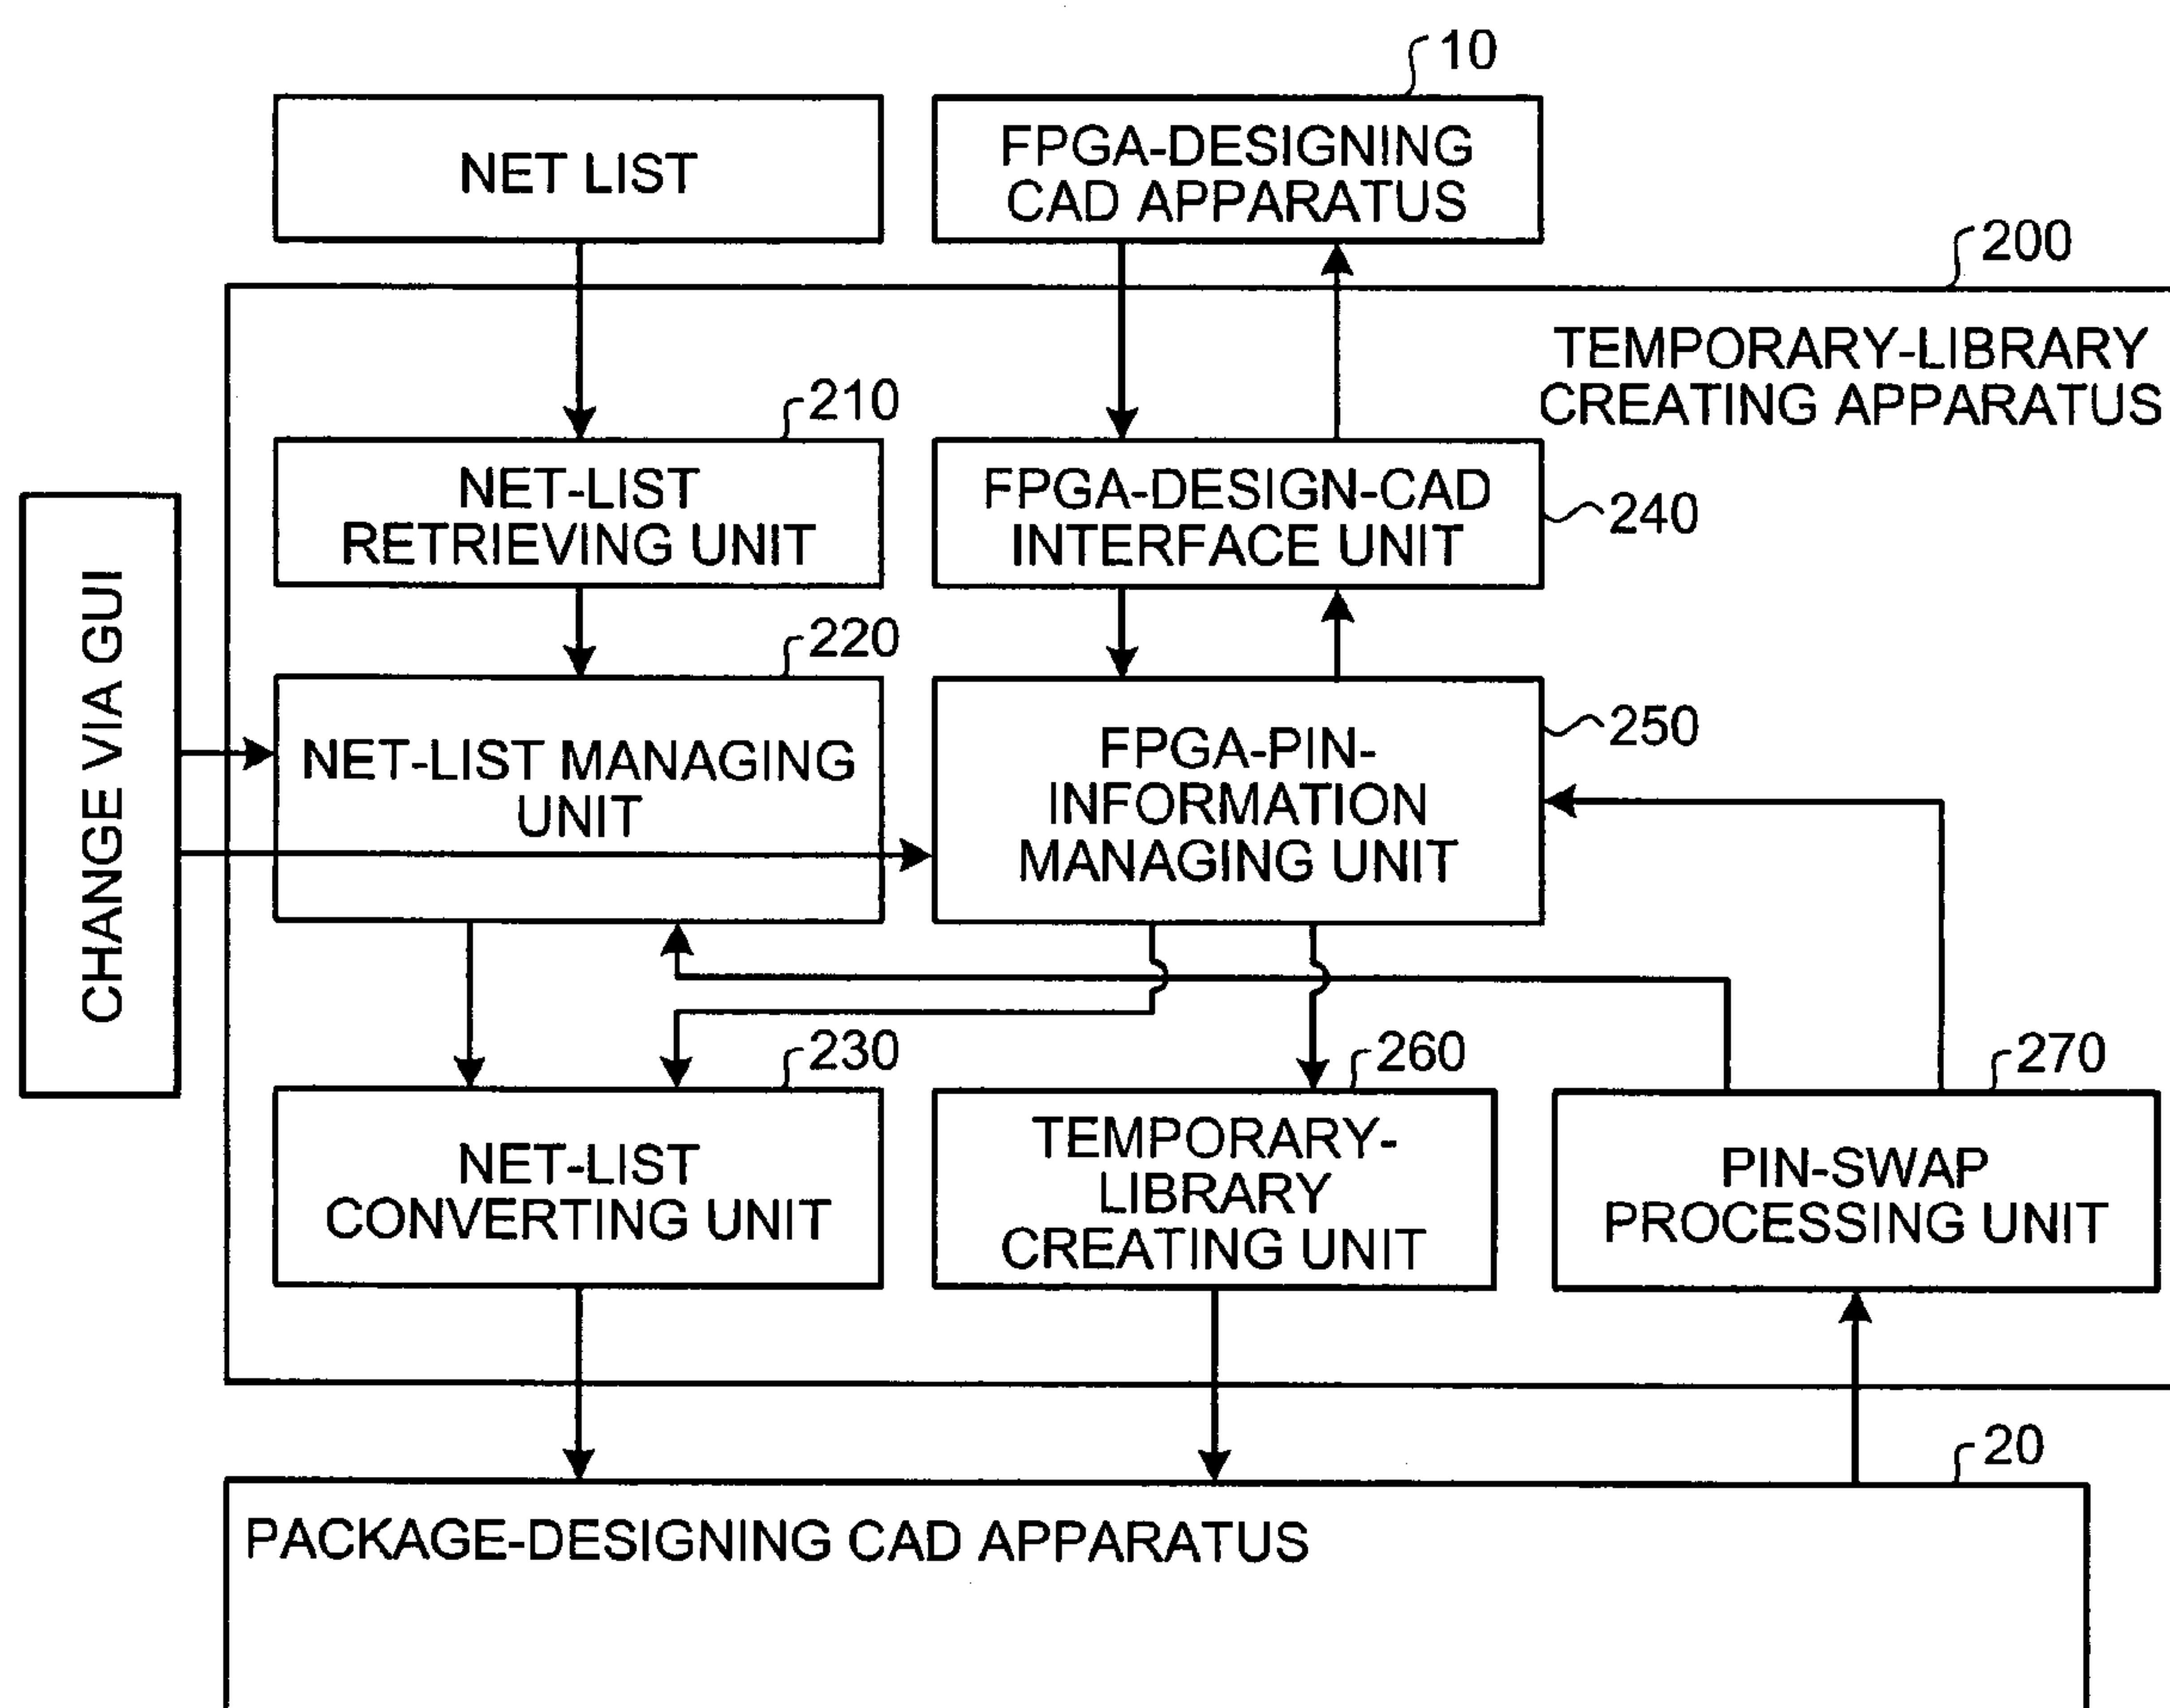 10
NET LIST
FPGA-DESIGNING
CAD APPARATUS
200
TEMPORARY-LIBRARY
CREATING APPARATUS
210
NET-LIST
RETRIEVING UNIT
FPGA-DESIGN-CAD
INTERFACE UNIT
240
CHANGE VIA GUI
220
NET-LIST MANAGING
UNIT
FPGA-PIN-
INFORMATION
MANAGING UNIT
250
230
NET-LIST
CONVERTING UNIT
260
TEMPORARY-
LIBRARY
CREATING UNIT
270
PIN-SWAP
PROCESSING UNIT
20
PACKAGE-DESIGNING CAD APPARATUS